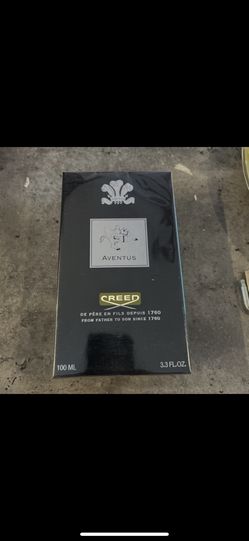 AVENTUS
CREED
DE PÈRE EN FILS DEPUIS 1760
FROM FATHER TO SON SINCE 1760
100 ML 3.3 FL.OZ.